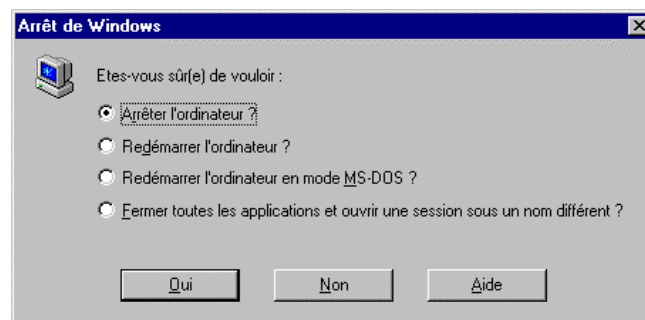 Arrêt de Windows
Etes-vous sûr(e) de vouloir :
Arrêter l'ordinateur ?
Redémarrer l'ordinateur ?
Redémarrer l'ordinateur en mode MS-DOS ?
Fermer toutes les applications et ouvrir une session sous un nom différent ?
Oui Non Aide